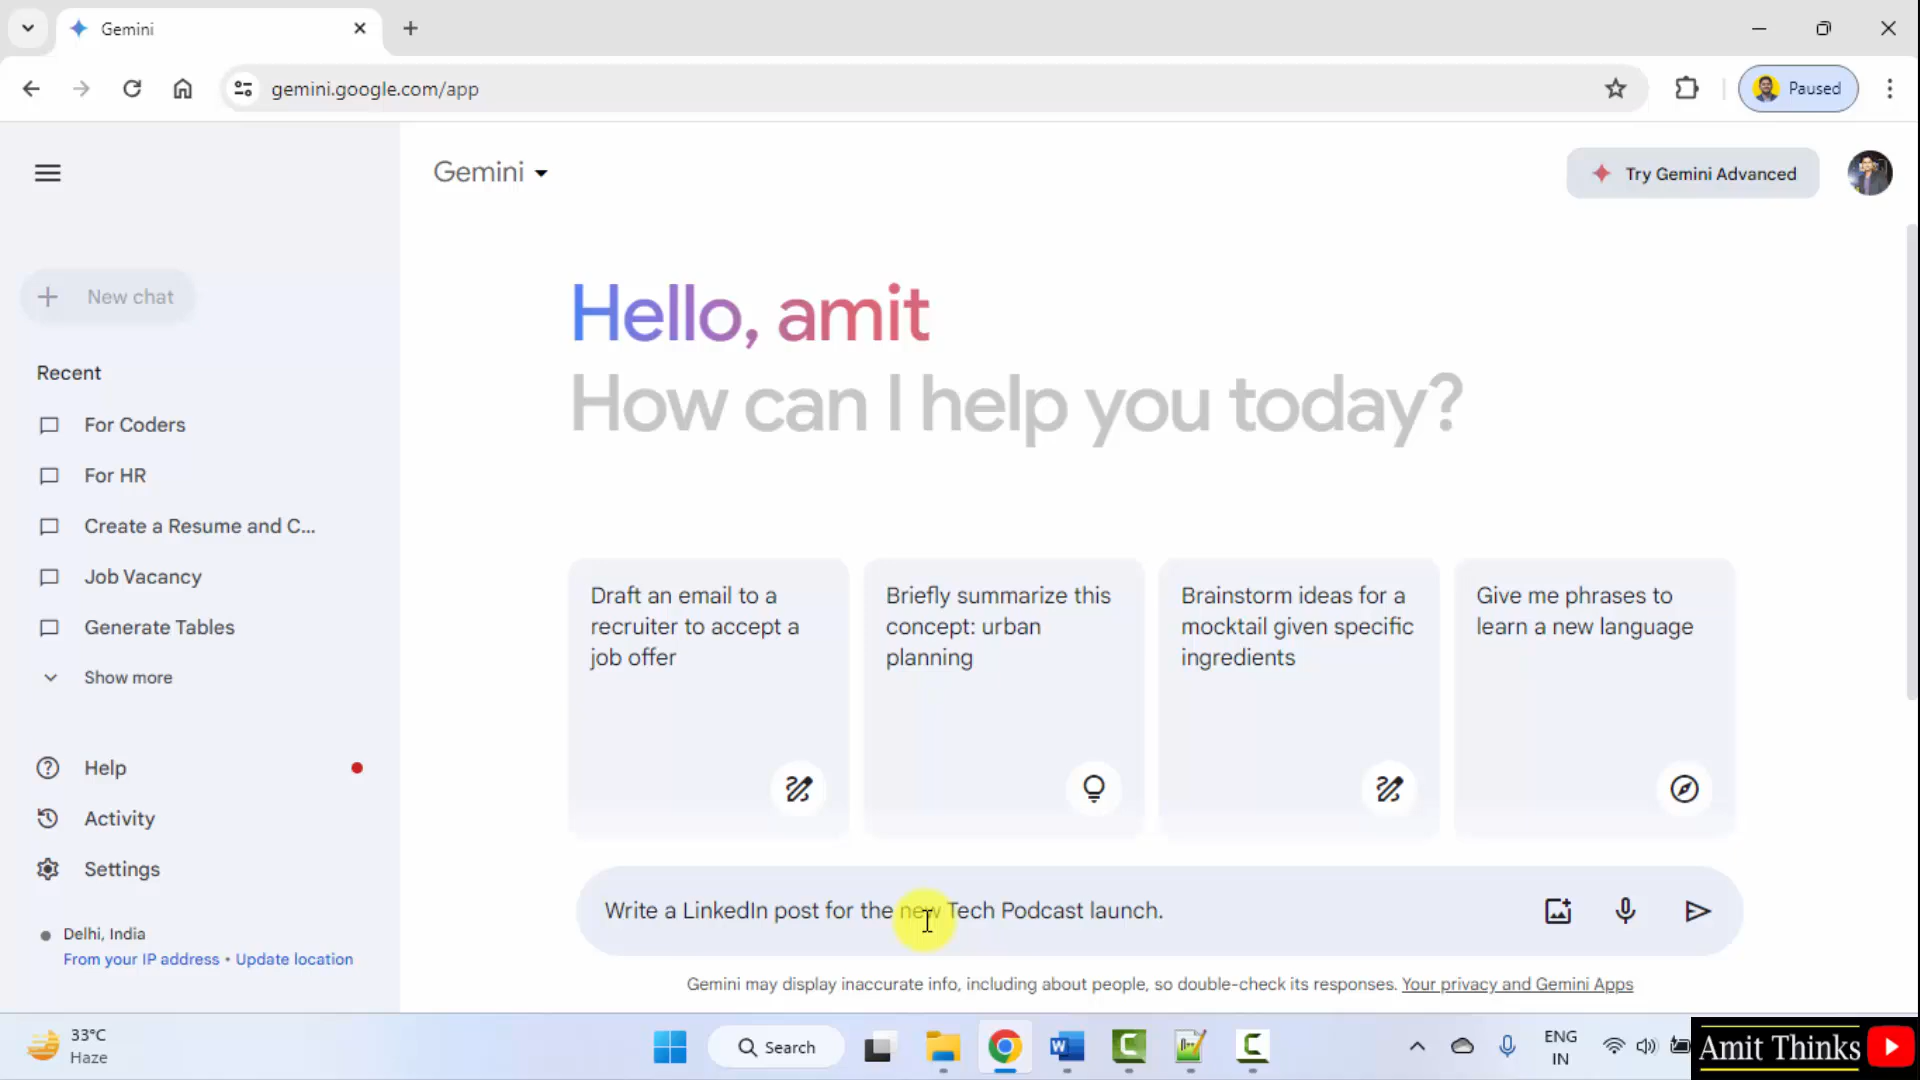 Gemini
gemini.google.com/app
Paused
Gemini
Try Gemini Advanced
New chat
Hello, amit
How can I help you today?
Recent
For Coders
For HR
Create a Resume and C...
Job Vacancy
Generate Tables
Show more
Draft an email to a
recruiter to accept a
job offer
Briefly summarize this
concept: urban
planning
Brainstorm ideas for a
mocktail given specific
ingredients
Give me phrases to
learn a new language
Help
Activity
Settings
Delhi, India
From your IP address • Update location
Write a LinkedIn post for the new Tech Podcast launch.
Gemini may display inaccurate info, including about people, so double-check its responses. Your privacy and Gemini Apps
33°C
Haze
Search
ENG
IN
Amit Thinks